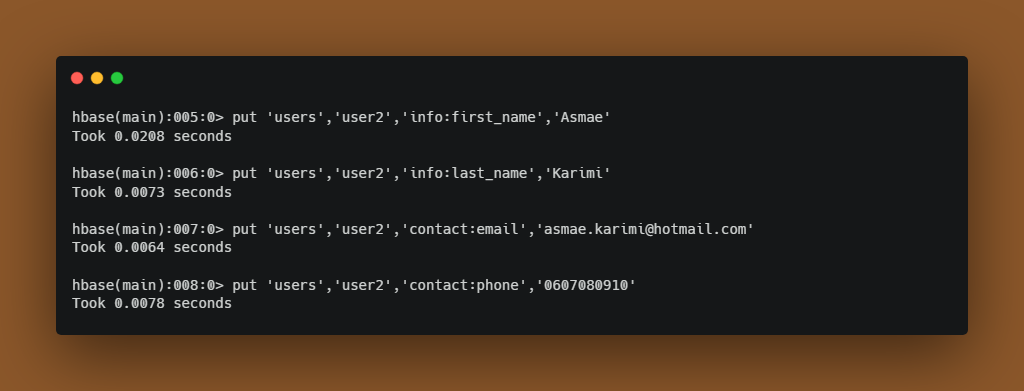 hbase(main):005:0> put 'users','user2','info:first_name','Asmae'
Took 0.0208 seconds
hbase(main):006:0> put 'users','user2','info:last_name','Karimi'
Took 0.0073 seconds
hbase(main):007:0> put 'users','user2','contact:email','asmae.karimi@hotmail.com'
Took 0.0064 seconds
hbase(main):008:0> put 'users','user2','contact:phone','0607080910'
Took 0.0078 seconds